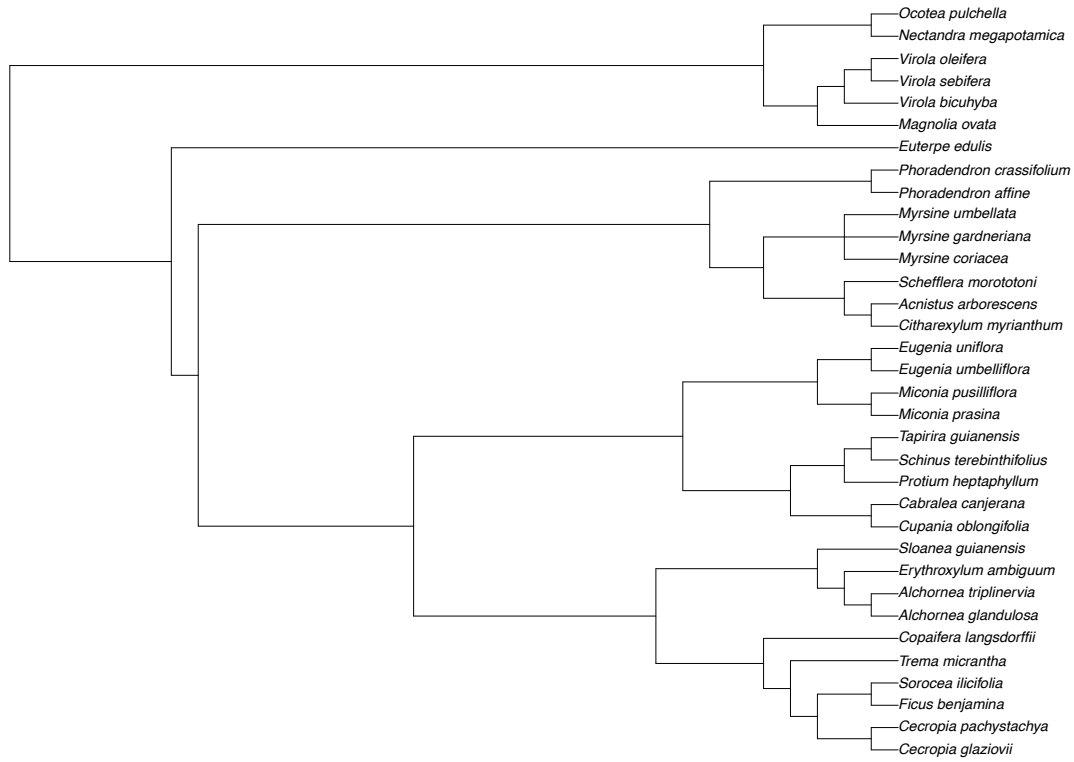 Ocotea pulchella
Nectandra megapotamica
Virola oleifera
Virola sebifera
Virola bicuhyba
Magnolia ovata
Euterpe edulis
Phoradendron crassifolium
Phoradendron affine
Myrsine umbellata
Myrsine gardneriana
Myrsine coriacea
Schefflera morototoni
Acnistus arborescens
Citharexylum myrianthum
Eugenia uniflora
Eugenia umbelliflora
Miconia pusilliflora
Miconia prasina
Tapirira guianensis
Schinus terebinthifolius
Protium heptaphyllum
Cabralea canjerana
Cupania oblongifolia
Sloanea guianensis
Erythroxylum ambiguum
Alchornea triplinervia
Alchornea glandulosa
Copaifera langsdorffii
Trema micrantha
Sorocea ilicifolia
Ficus benjamina
Cecropia pachystachya
Cecropia glaziovii